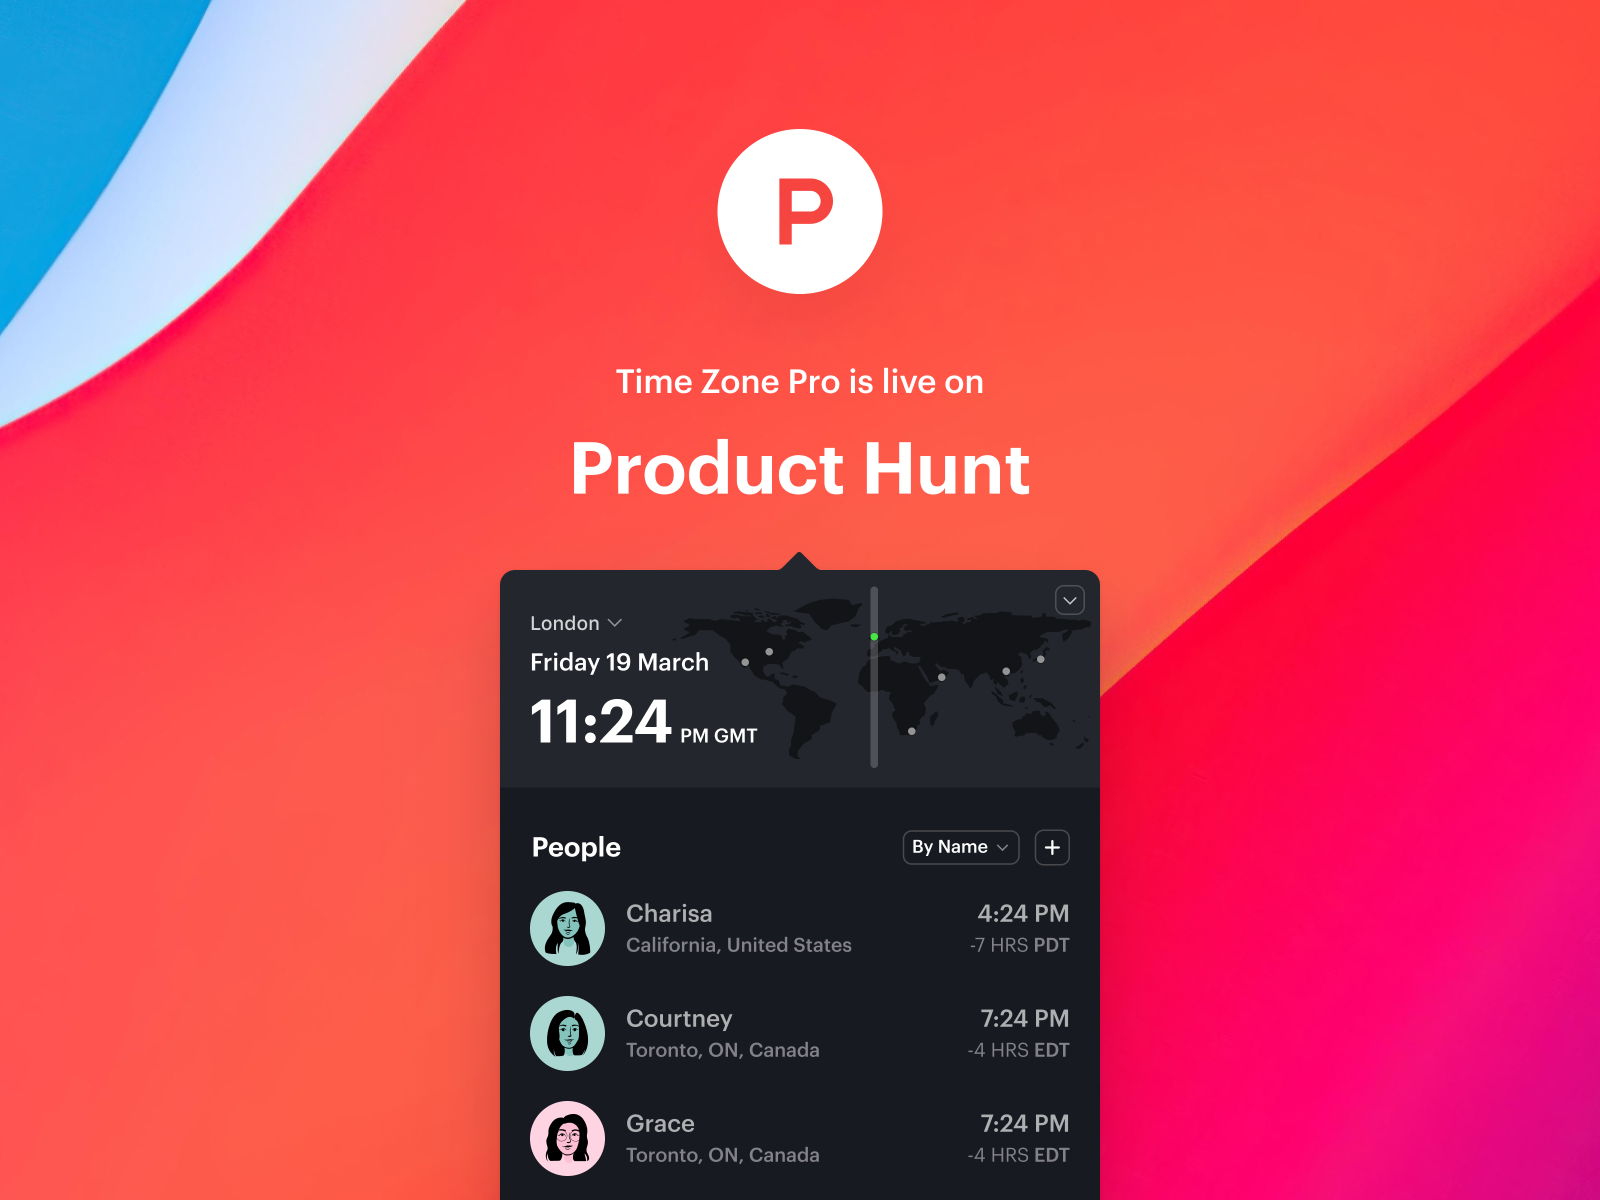 P
Time Zone Pro is live on
Product Hunt
London
Friday 19 March
11:24 PM GMT
People
By Name
Charisa
4:24 PM
California, United States
-7 HRS PDT
Courtney
7:24 PM
Toronto, ON, Canada
-4 HRS EDT
Grace
7:24 PM
Toronto, ON, Canada
-4 HRS EDT